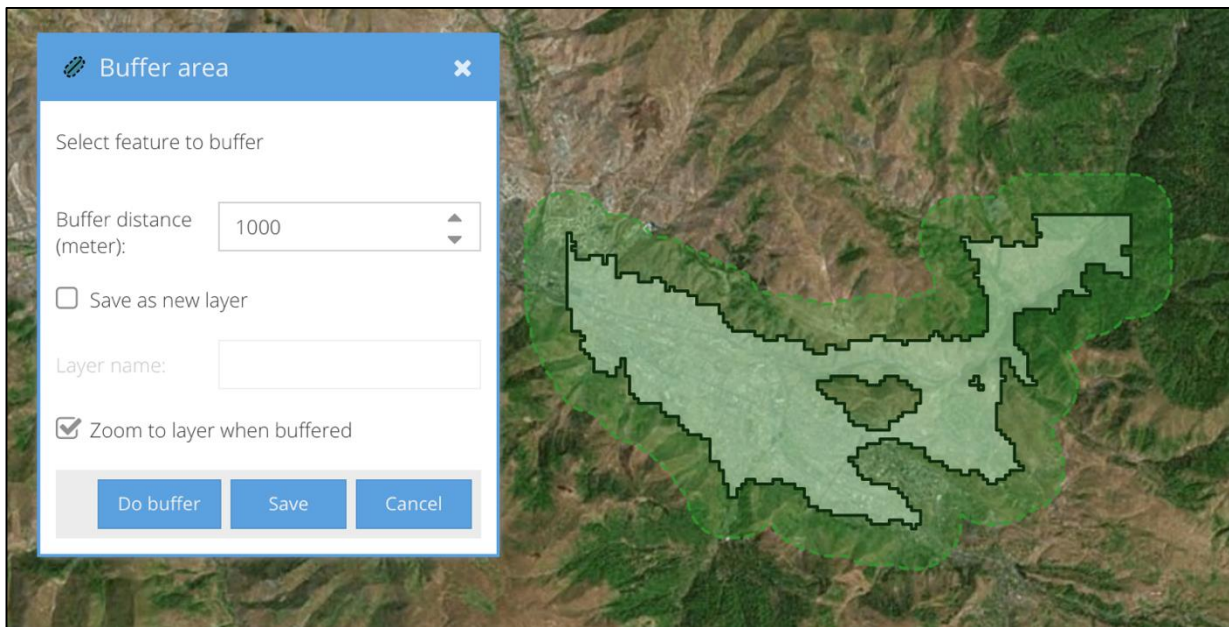 Buffer area
Select feature to buffer
Buffer distance
(meter):
1000
Save as new layer
Layer name:
Zoom to layer when buffered
Do buffer
Save
Cancel